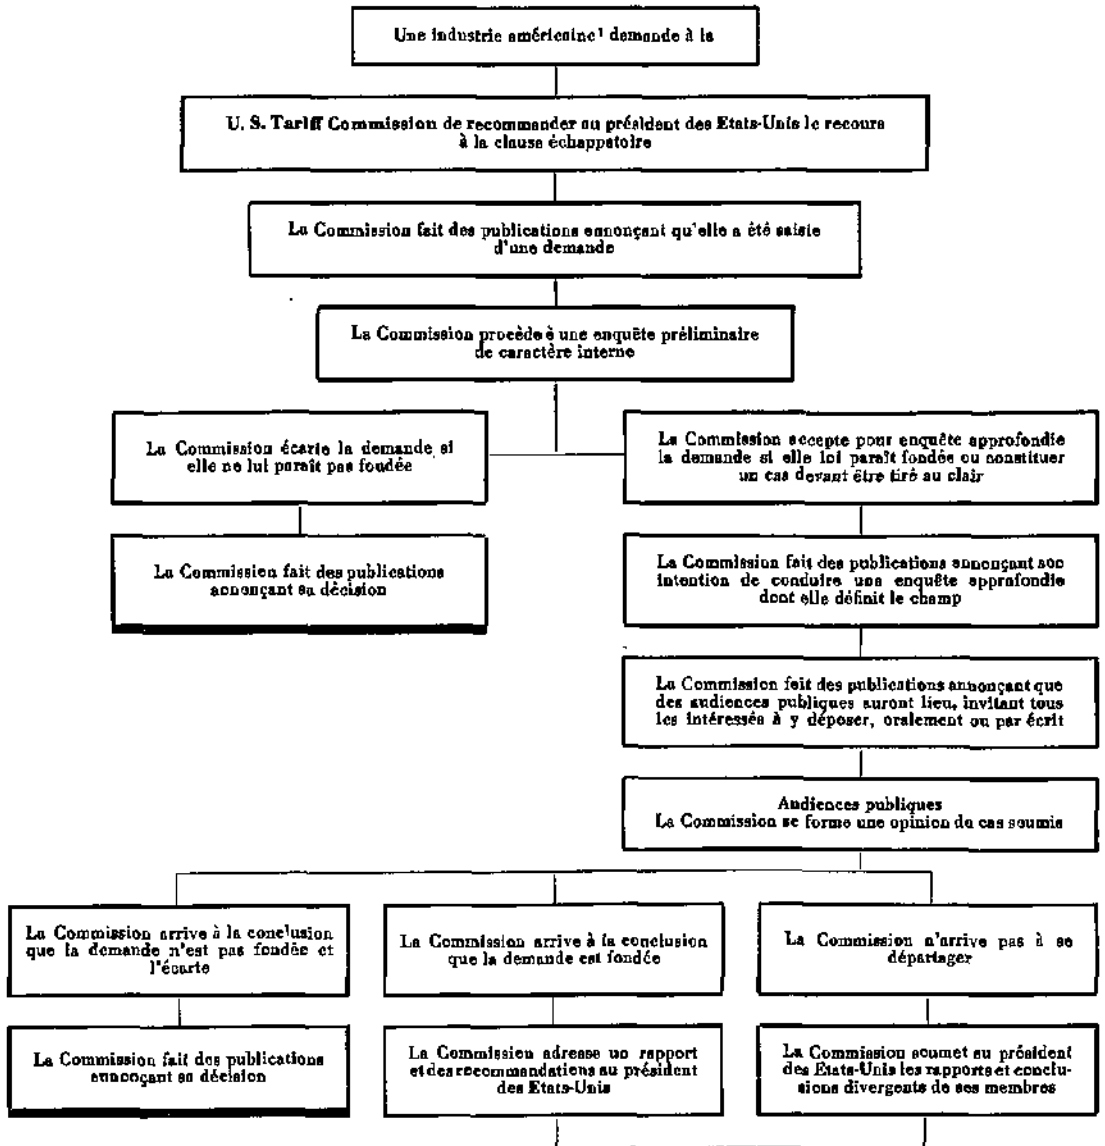 Une industrie américaine¹ demande à la
U. S. Tariff Commission de recommander au président des Etats-Unis le recours
à la clause échappatoire
La Commission fait des publications annonçant qu'elle a été saisie
d'une demande
La Commission procède à une enquête préliminaire
de caractère interne
La Commission écarte la demande si
elle ne lui paraît pas fondée
La Commission accepte pour enquête approfondie
la demande si elle lui paraît fondée ou constituer
un cas devant être tiré au clair
La Commission fait des publications
annonçant sa décision
La Commission fait des publications annonçant son
intention de conduire une enquête approfondie
dont elle définit le champ
La Commission fait des publications annonçant que
des audiences publiques auront lieu, invitant tous
les intéressés à y déposer, oralement ou par écrit
Audiences publiques
La Commission se forme une opinion du cas soumis
La Commission arrive à la conclusion
que la demande n'est pas fondée et
l'écarte
La Commission arrive à la conclusion
que la demande est fondée
La Commission n'arrive pas à se
départager
La Commission fait des publications
annonçant sa décision
La Commission adresse un rapport
et des recommandations au président
des Etats-Unis
La Commission soumet au président
des Etats-Unis les rapports et conclu-
sions divergents de ses membres